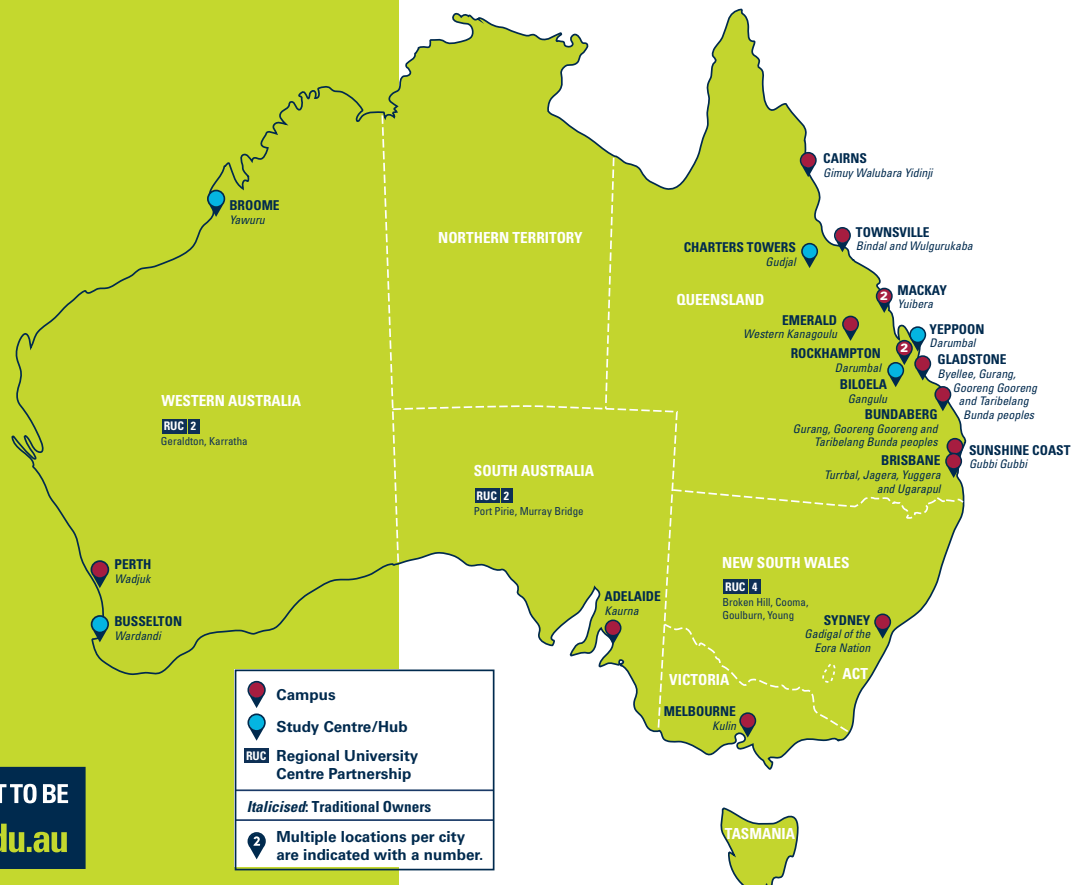 CAIRNS
Gimuy Walubara Yidinji
BROOME
Yawuru
NORTHERN TERRITORY
TOWNSVILLE
Bindal and Wulgurukaba
CHARTERS TOWERS
Gudjal
QUEENSLAND
2
MACKAY
Yuibera
EMERALD
Western Kanagoulu
YEPPOON
Darumbal
2
ROCKHAMPTON
Darumbal
GLADSTONE
Byellee, Gurang,
Gooreng Gooreng
and Taribelang
Bunda peoples
BILOELA
Gangulu
BUNDABERG
Gurang, Gooreng Gooreng and
Taribelang Bunda peoples
SUNSHINE COAST
Gubbi Gubbi
BRISBANE
Turrbal, Jagera, Yuggera
and Ugarapul
WESTERN AUSTRALIA
RUC 2
Geraldton, Karratha
SOUTH AUSTRALIA
RUC 2
Port Pirie, Murray Bridge
PERTH
Wadjuk
BUSSELTON
Wardandi
NEW SOUTH WALES
RUC 4
Broken Hill, Cooma,
Goulburn, Young
ADELAIDE
Kaurna
SYDNEY
Gadigal of the
Eora Nation
ACT
VICTORIA
MELBOURNE
Kulin
TASMANIA
Campus
Study Centre/Hub
RUC Regional University
Centre Partnership
Italicised: Traditional Owners
2 Multiple locations per city
are indicated with a number.
T TO BE
du.au